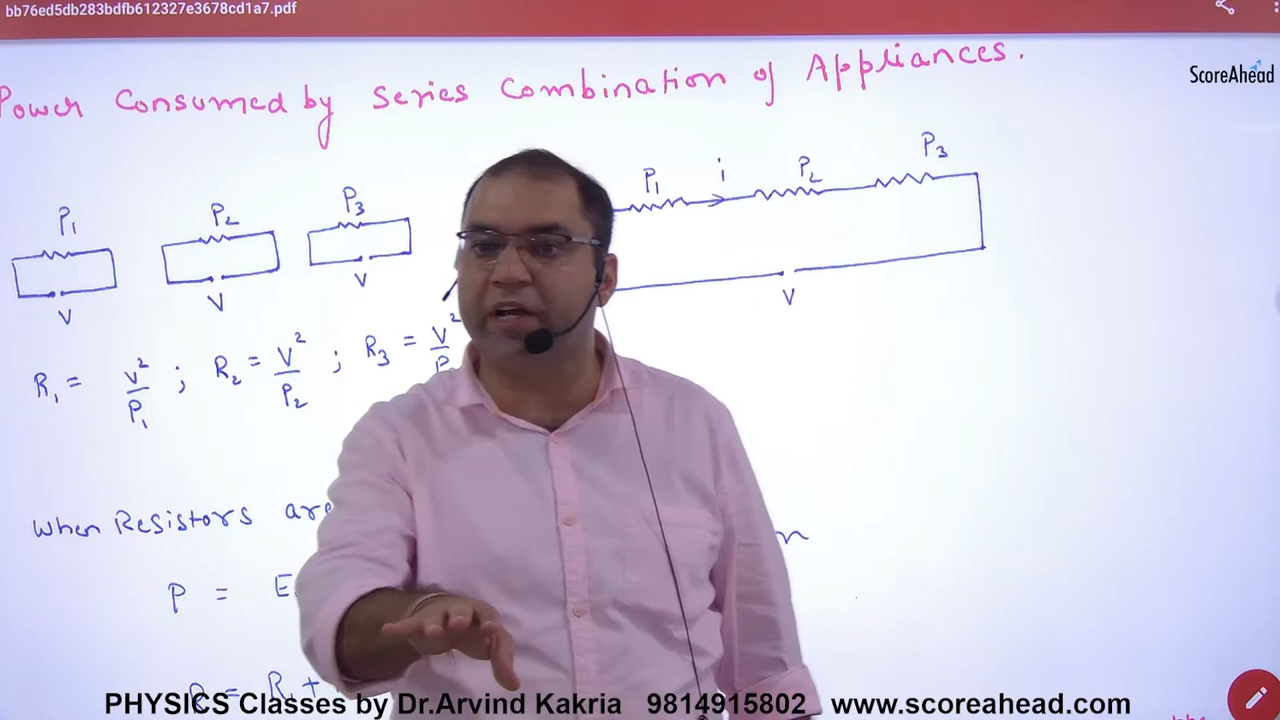 bb76ed5db283bdfb612327e3678cd1a7.pdf
ScoreAhead
Power Consumed by Series Combination of Appliances.
P1 P2 P3
V V V
P1 i P2 P3
V
R1 = V²/P1 ; R2 = V²/P2 ; R3 = V²/
When Resistors are
P = E
R = R1 +
PHYSICS Classes by Dr.Arvind Kakria 9814915802 www.scoreahead.com